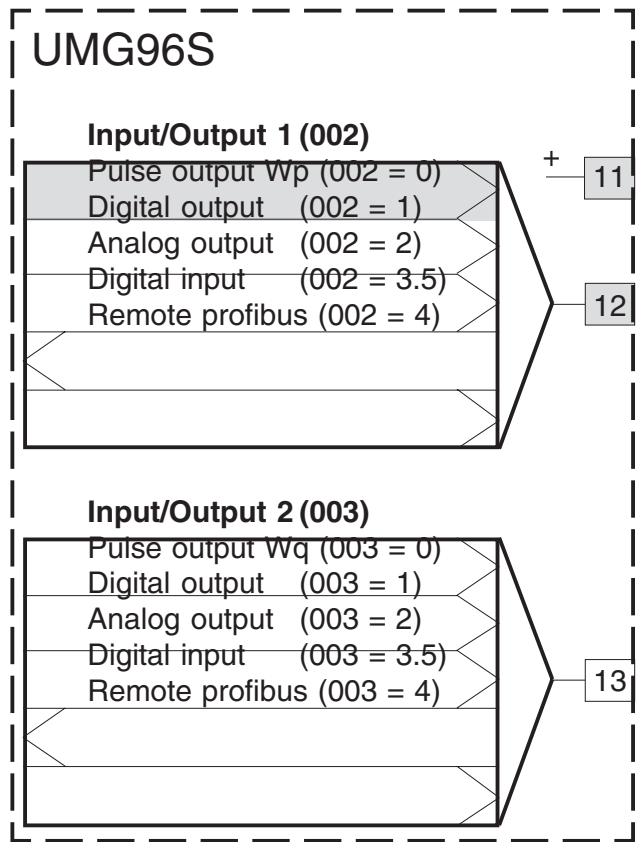 UMG96S
Input/Output 1 (002)
+
11
Pulse output Wp (002 = 0)
Digital output (002 = 1)
Analog output (002 = 2)
Digital input (002 = 3.5)
Remote profibus (002 = 4)
12
Input/Output 2 (003)
Pulse output Wq (003 = 0)
Digital output (003 = 1)
Analog output (003 = 2)
Digital input (003 = 3.5)
Remote profibus (003 = 4)
13